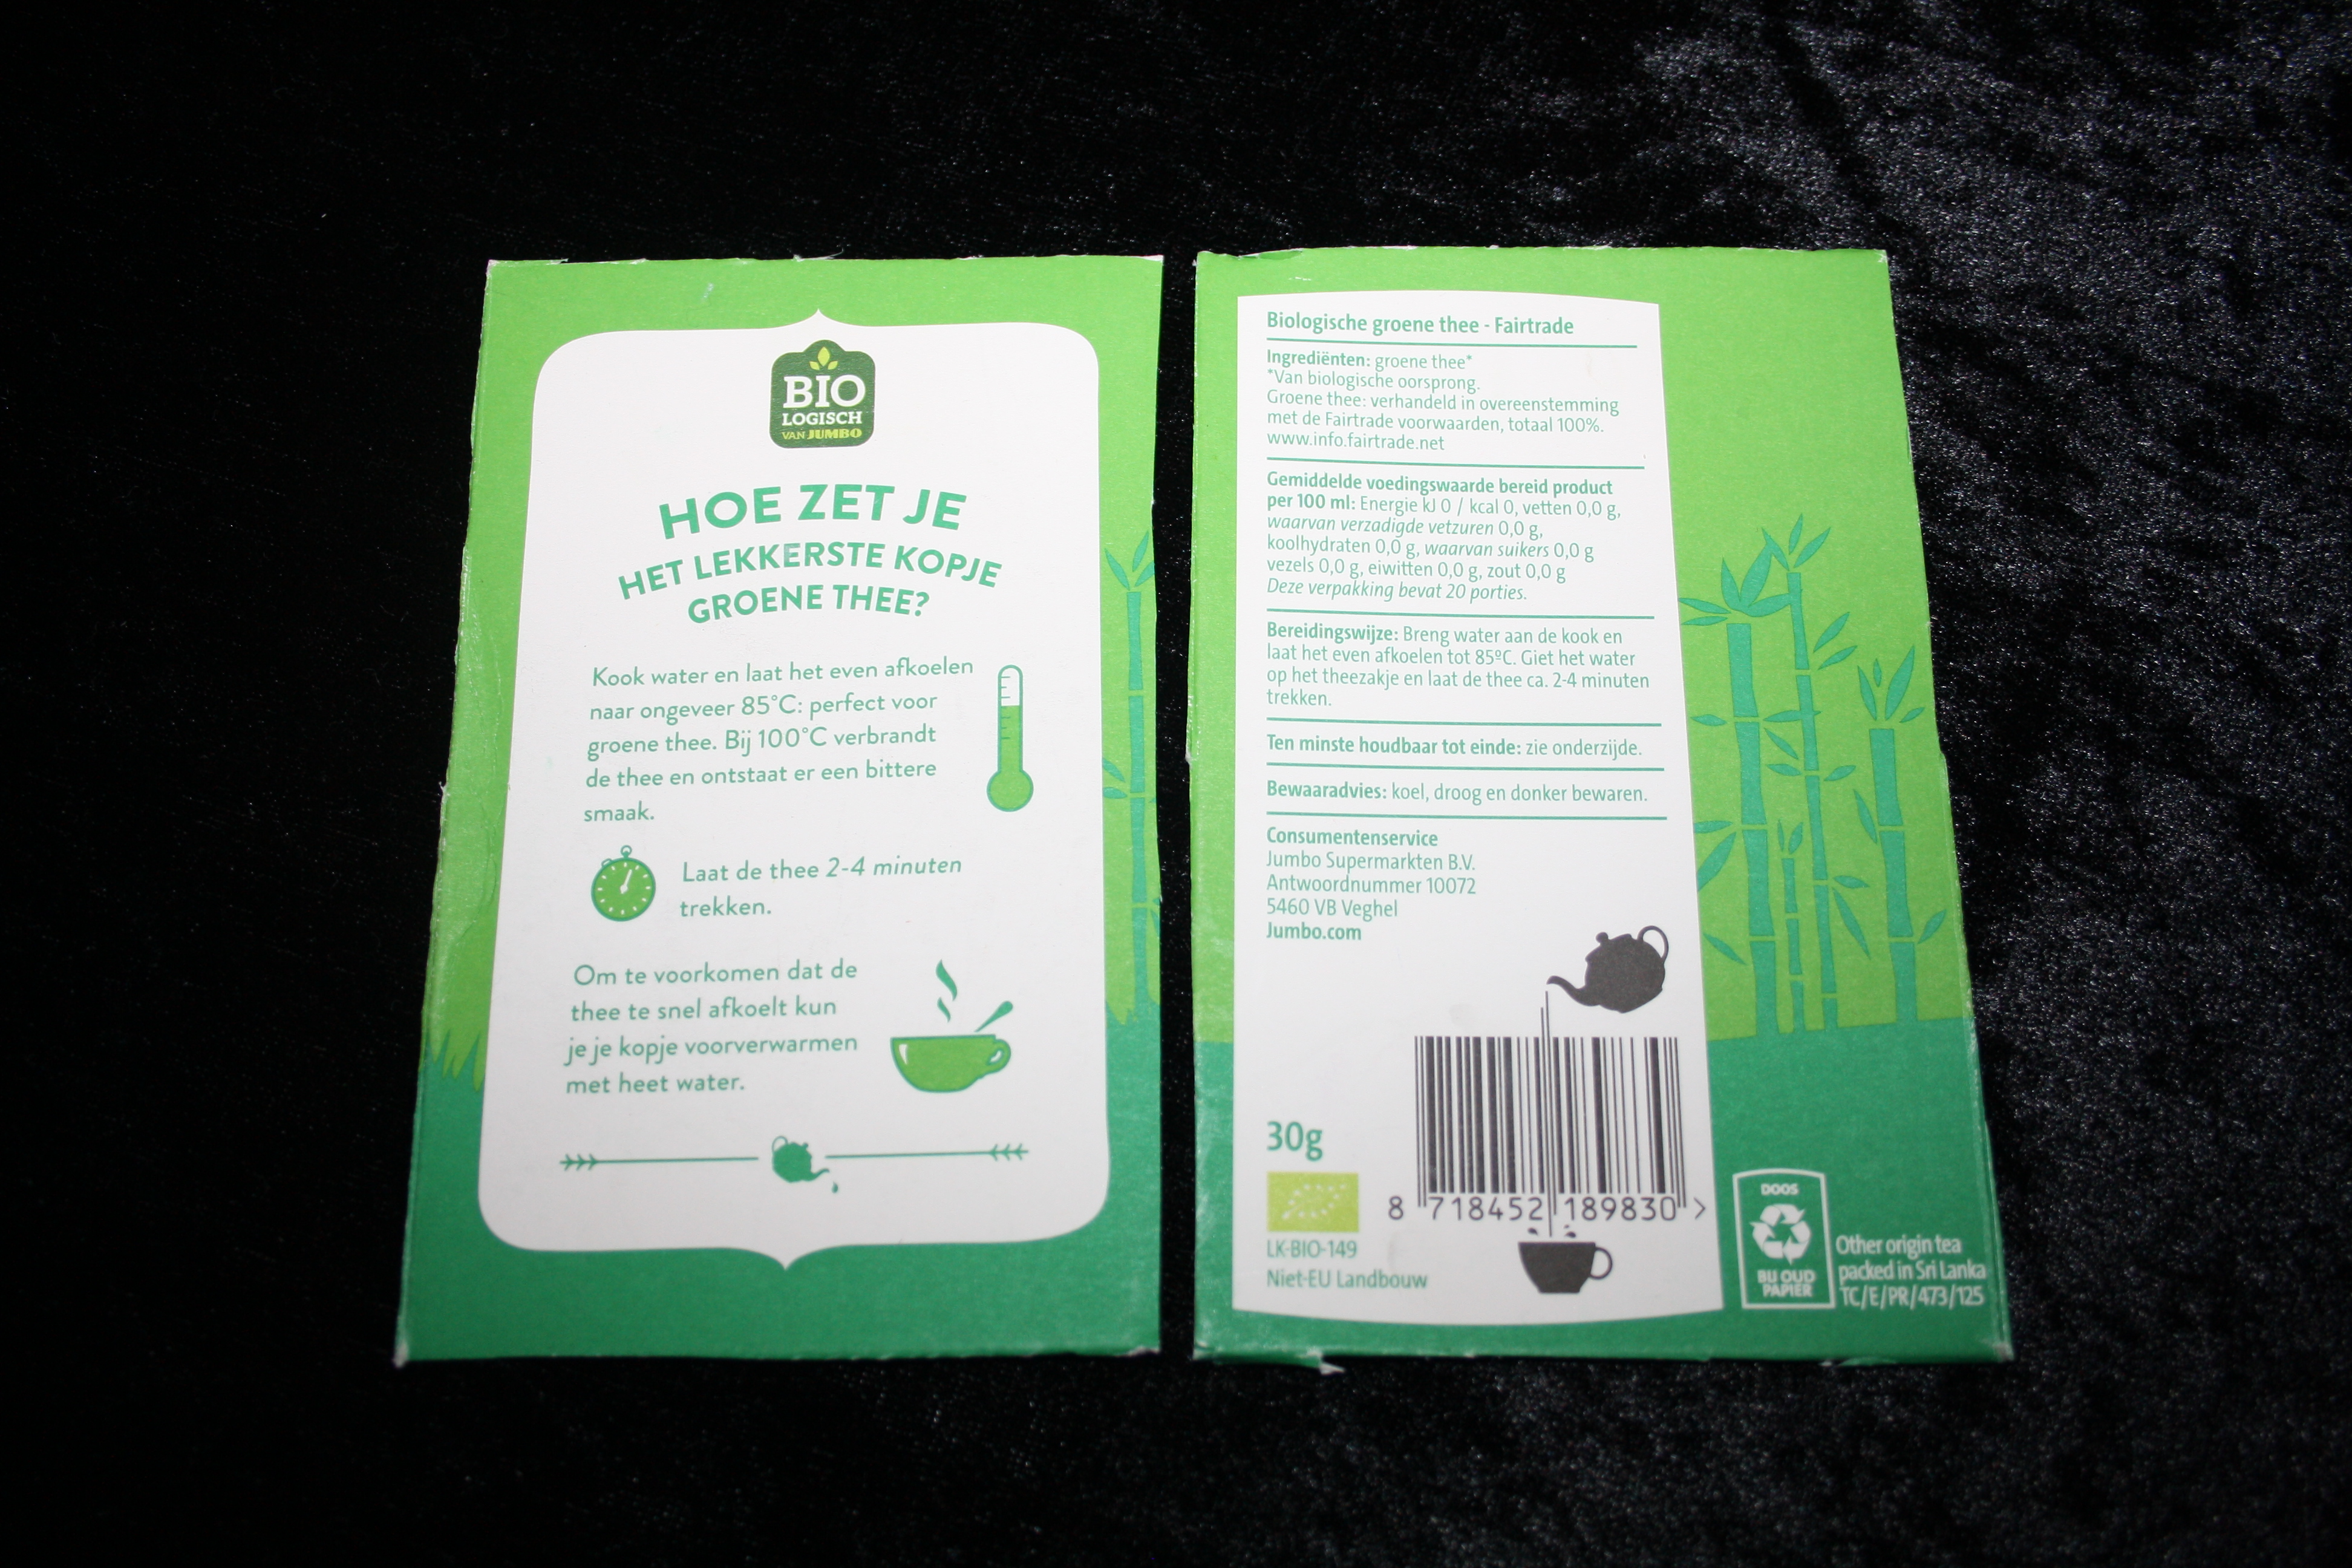 BIO
LOGISCH
VAN JUMBO
HOE ZET JE
HET LEKKERSTE KOPJE
GROENE THEE?
Kook water en laat het even afkoelen
naar ongeveer 85°C: perfect voor
groene thee. Bij 100°C verbrandt
de thee en ontstaat er een bittere
smaak.
Laat de thee 2-4 minuten
trekken.
Om te voorkomen dat de
thee te snel afkoelt kun
je je kopje voorverwarmen
met heet water.
Biologische groene thee - Fairtrade
Ingrediënten: groene thee*
*Van biologische oorsprong.
Groene thee: verhandeld in overeenstemming
met de Fairtrade voorwaarden, totaal 100%.
www.info.fairtrade.net
Gemiddelde voedingswaarde bereid product
per 100 ml: Energie kJ 0 / kcal 0, vetten 0,0 g,
waarvan verzadigde vetzuren 0,0 g,
koolhydraten 0,0 g, waarvan suikers 0,0 g
vezels 0,0 g, eiwitten 0,0 g, zout 0,0 g
Deze verpakking bevat 20 porties.
Bereidingswijze: Breng water aan de kook en
laat het even afkoelen tot 85ºC. Giet het water
op het theezakje en laat de thee ca. 2-4 minuten
trekken.
Ten minste houdbaar tot einde: zie onderzijde.
Bewaaradvies: koel, droog en donker bewaren.
Consumentenservice
Jumbo Supermarkten B.V.
Antwoordnummer 10072
5460 VB Veghel
Jumbo.com
30g
8 718452 189830 >
LK-BIO-149
Niet-EU Landbouw
DOOS
BIJ OUD
PAPIER
Other origin tea
packed in Sri Lanka
TC/E/PR/473/125